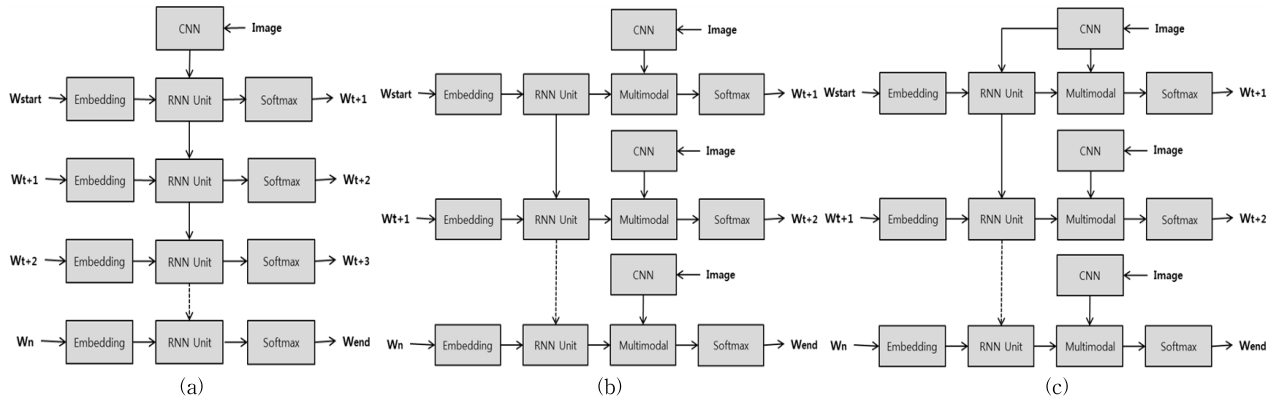 CNN Image
Wstart Embedding RNN Unit Softmax Wt+1
Wt+1 Embedding RNN Unit Softmax Wt+2
Wt+2 Embedding RNN Unit Softmax Wt+3
Wn Embedding RNN Unit Softmax Wend
(a)
CNN Image
Wstart Embedding RNN Unit Multimodal Softmax Wt+1
CNN Image
Wt+1 Embedding RNN Unit Multimodal Softmax Wt+2
CNN Image
Wn Embedding RNN Unit Multimodal Softmax Wend
(b)
CNN Image
Wstart Embedding RNN Unit Multimodal Softmax Wt+1
CNN Image
Wt+1 Embedding RNN Unit Multimodal Softmax Wt+2
CNN Image
Wn Embedding RNN Unit Multimodal Softmax Wend
(c)